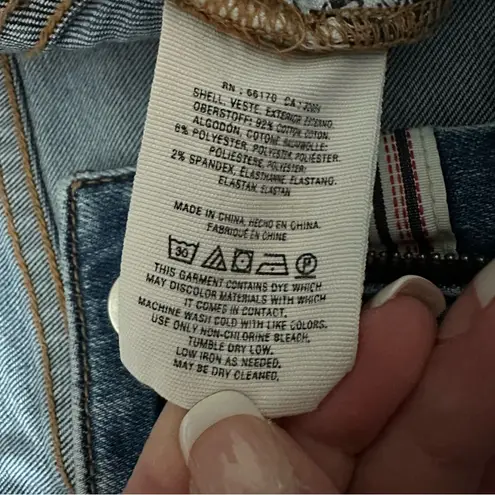 RN : 66170 CA :
SHELL, VESTE, EXTERIOR EXTERNO,
OBERSTOFF: 92% COTTON, COTON,
ALGODÓN, COTONE, BAUMWOLLE;
6% POLYESTER, POLYESTER, POLIÉSTER,
POLIESTERE, POLYESTER;
2% SPANDEX, ÉLASTHANNE, ELASTANO,
ELASTAN, ELASTAN
MADE IN CHINA, HECHO EN CHINA,
FABRIQUÉ EN CHINE
30 P
THIS GARMENT CONTAINS DYE WHICH
MAY DISCOLOR MATERIALS WITH WHICH
IT COMES IN CONTACT.
MACHINE WASH COLD WITH LIKE COLORS.
USE ONLY NON-CHLORINE BLEACH.
TUMBLE DRY LOW.
LOW IRON AS NEEDED.
MAY BE DRY CLEANED.